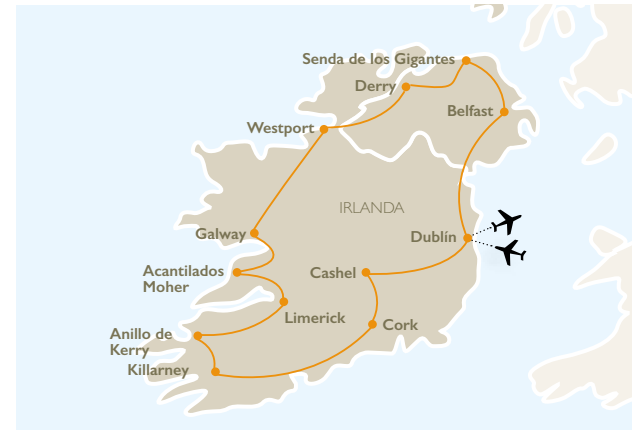 Senda de los Gigantes
Derry
Belfast
Westport
IRLANDA
Galway
Dublín
Acantilados
Moher
Cashel
Limerick
Cork
Anillo de
Kerry
Killarney